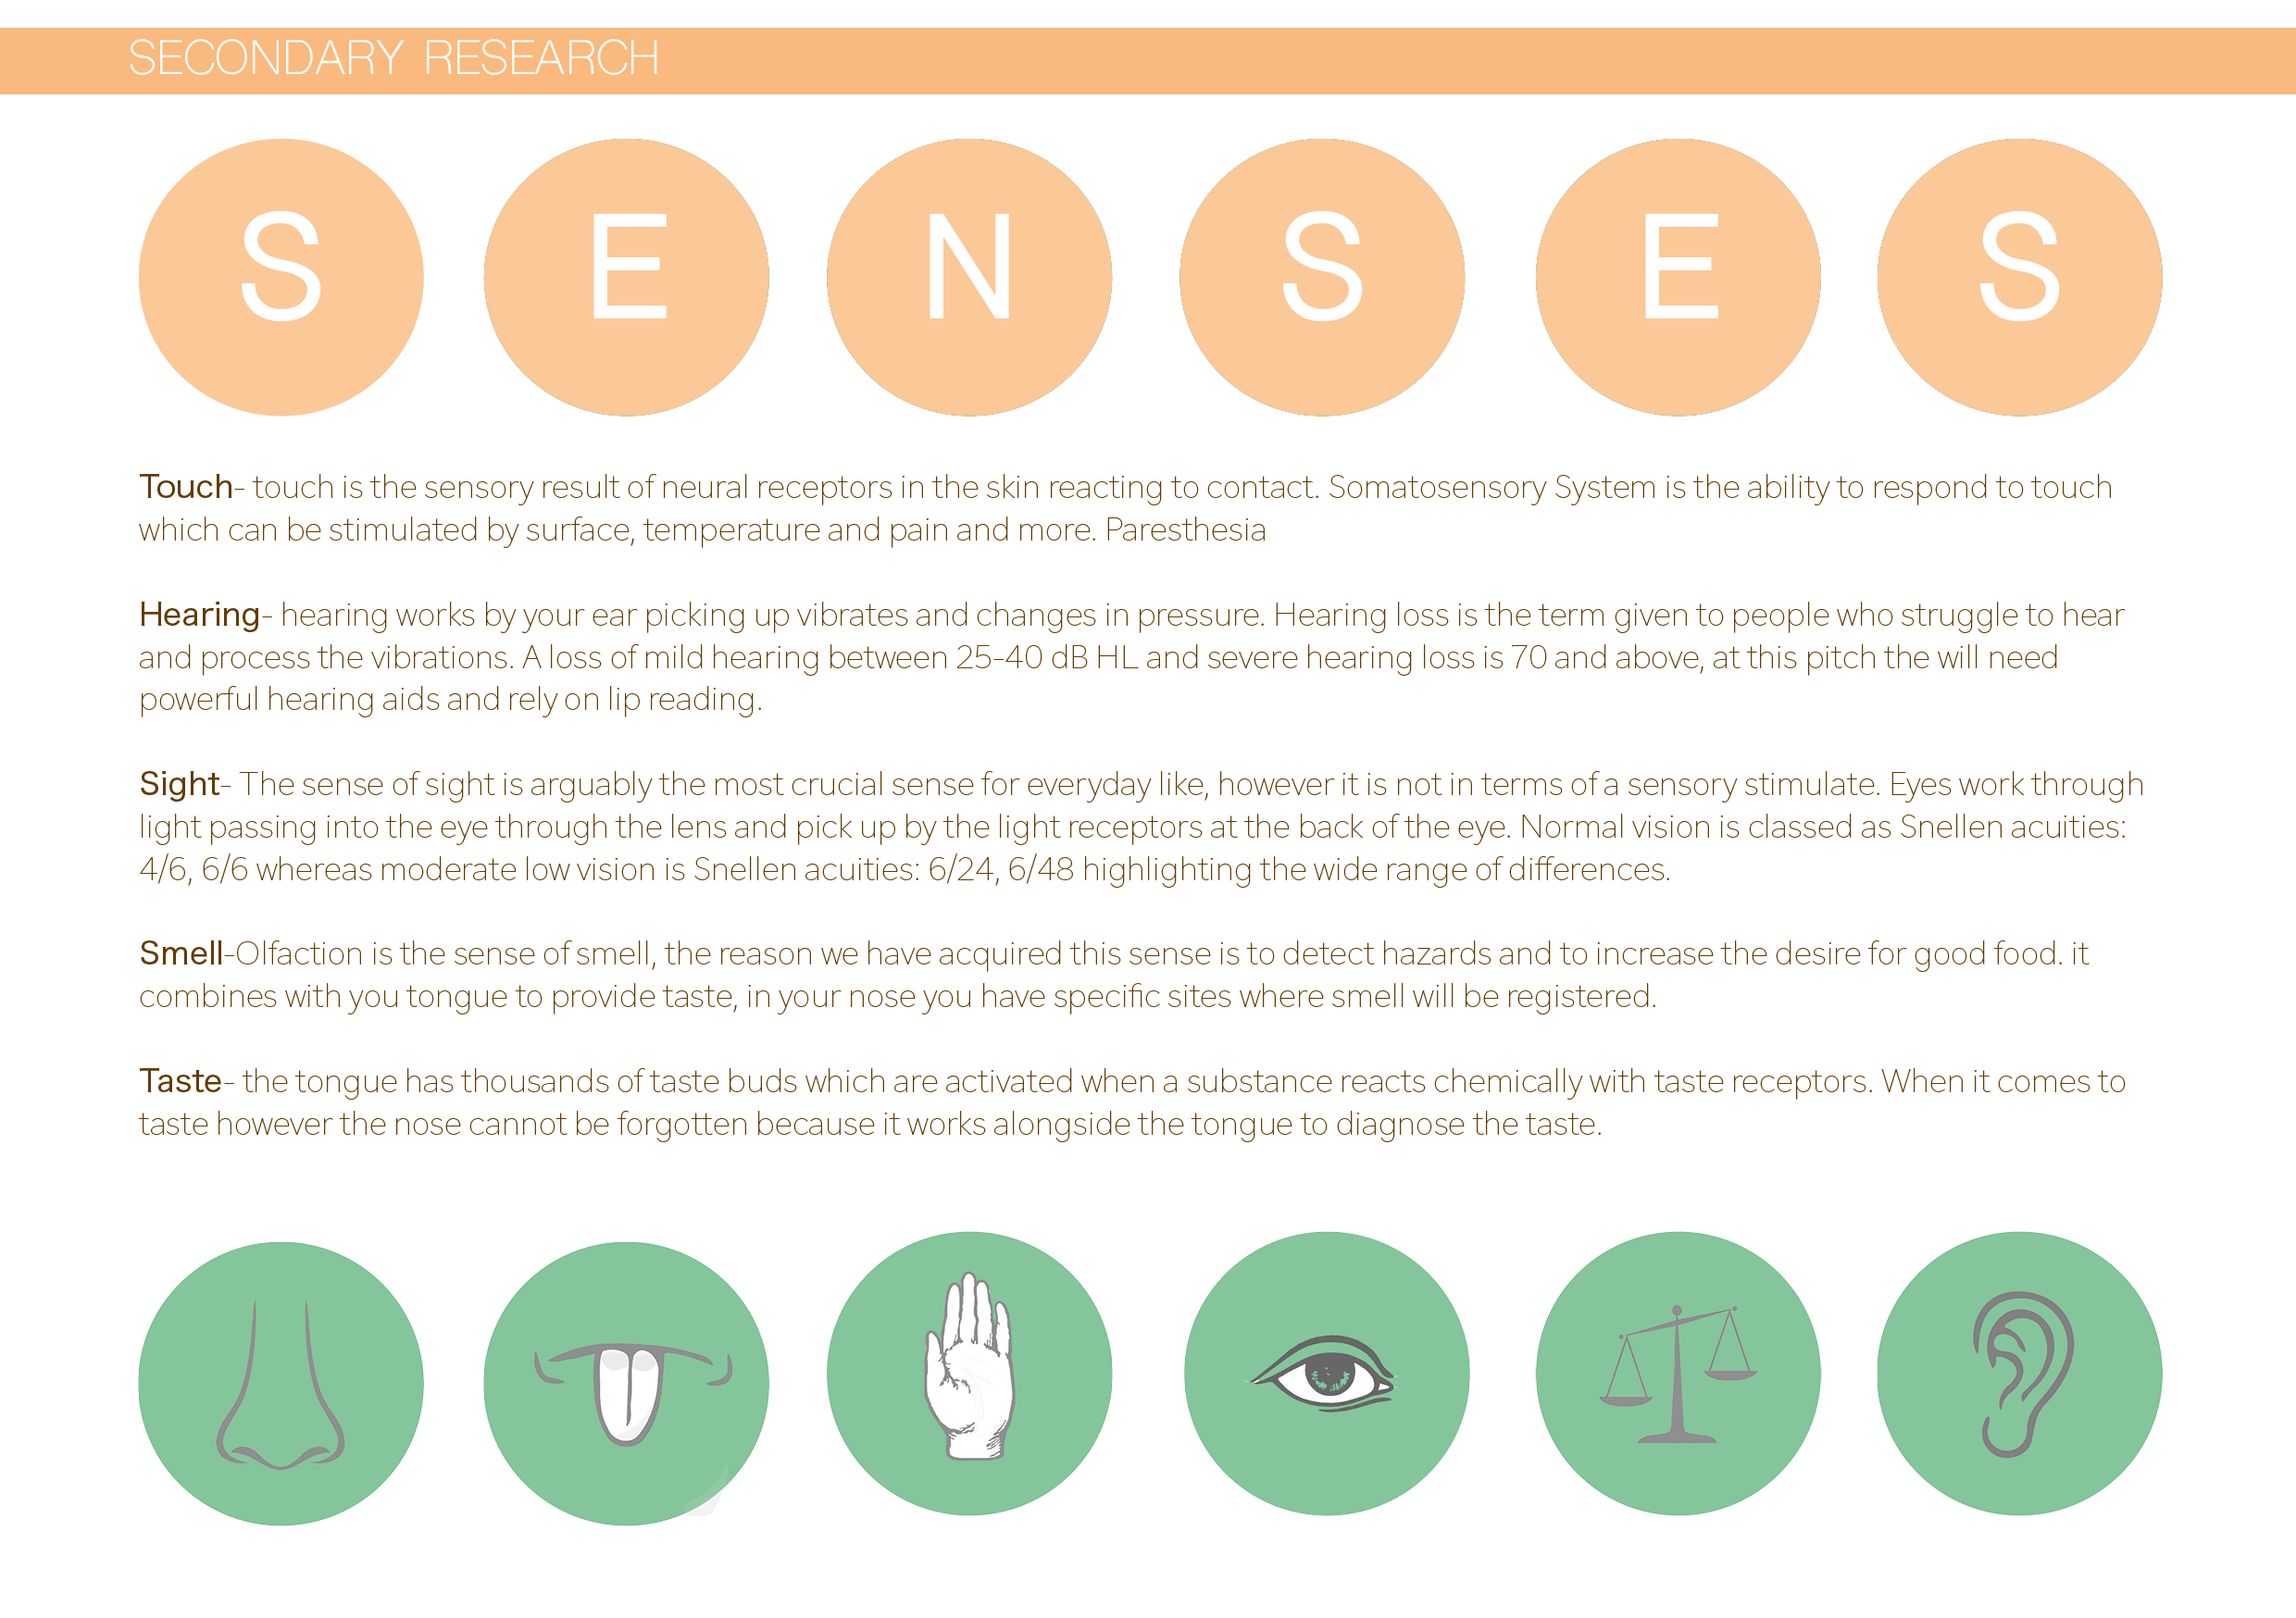 SECONDARY RESEARCH
S E N S E S
Touch- touch is the sensory result of neural receptors in the skin reacting to contact. Somatosensory System is the ability to respond to touch
which can be stimulated by surface, temperature and pain and more. Paresthesia
Hearing- hearing works by your ear picking up vibrates and changes in pressure. Hearing loss is the term given to people who struggle to hear
and process the vibrations. A loss of mild hearing between 25-40 dB HL and severe hearing loss is 70 and above, at this pitch the will need
powerful hearing aids and rely on lip reading.
Sight- The sense of sight is arguably the most crucial sense for everyday like, however it is not in terms of a sensory stimulate. Eyes work through
light passing into the eye through the lens and pick up by the light receptors at the back of the eye. Normal vision is classed as Snellen acuities:
4/6, 6/6 whereas moderate low vision is Snellen acuities: 6/24, 6/48 highlighting the wide range of differences.
Smell-Olfaction is the sense of smell, the reason we have acquired this sense is to detect hazards and to increase the desire for good food. it
combines with you tongue to provide taste, in your nose you have specific sites where smell will be registered.
Taste- the tongue has thousands of taste buds which are activated when a substance reacts chemically with taste receptors. When it comes to
taste however the nose cannot be forgotten because it works alongside the tongue to diagnose the taste.